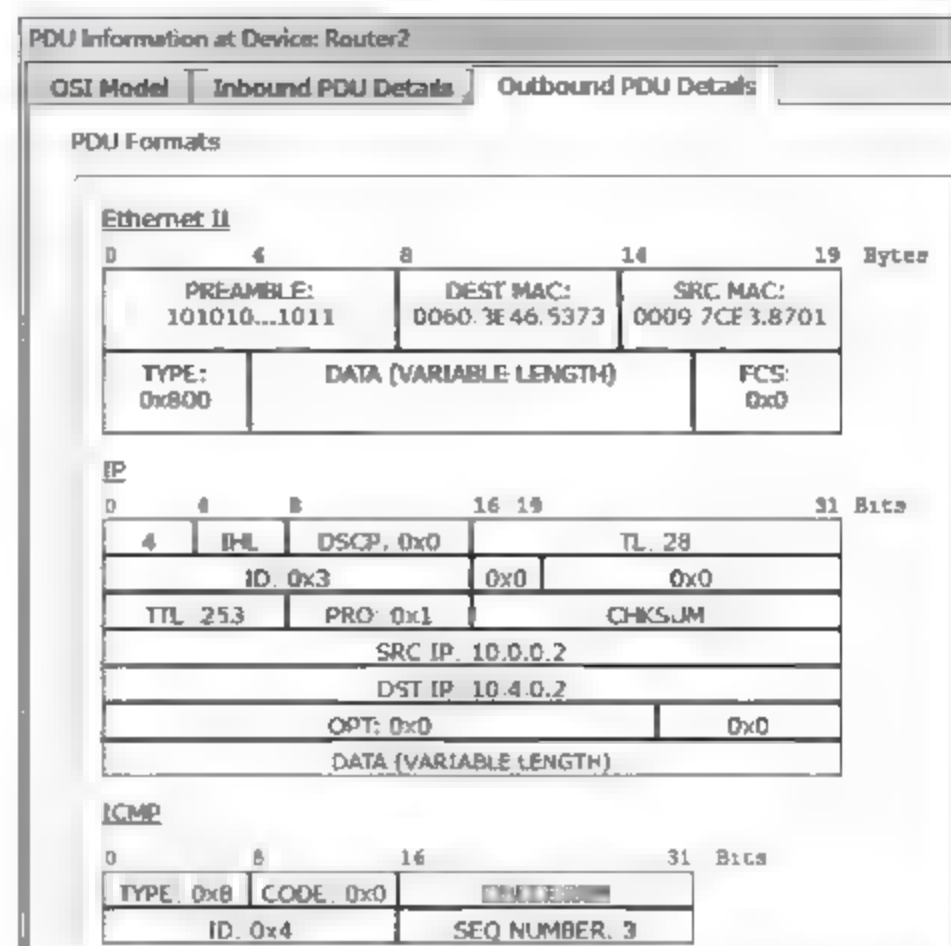 PDU Information at Device: Router2
OSI Model Inbound PDU Details Outbound PDU Details
PDU Formats
Ethernet II
0 4 8 14 19 Bytes
PREAMBLE: DEST MAC: SRC MAC:
101010...1011 0060.3E46.5373 0009.7CE3.8701
TYPE: DATA (VARIABLE LENGTH) FCS:
0x800 0x0
IP
0 4 8 16 19 31 Bits
4 IHL DSCP: 0x0 TL: 28
ID: 0x3 0x0 0x0
TTL: 253 PRO: 0x1 CHKSUM
SRC IP: 10.0.0.2
DST IP: 10.4.0.2
OPT: 0x0 0x0
DATA (VARIABLE LENGTH)
ICMP
0 8 16 31 Bits
TYPE: 0x8 CODE: 0x0
ID: 0x4 SEQ NUMBER: 3